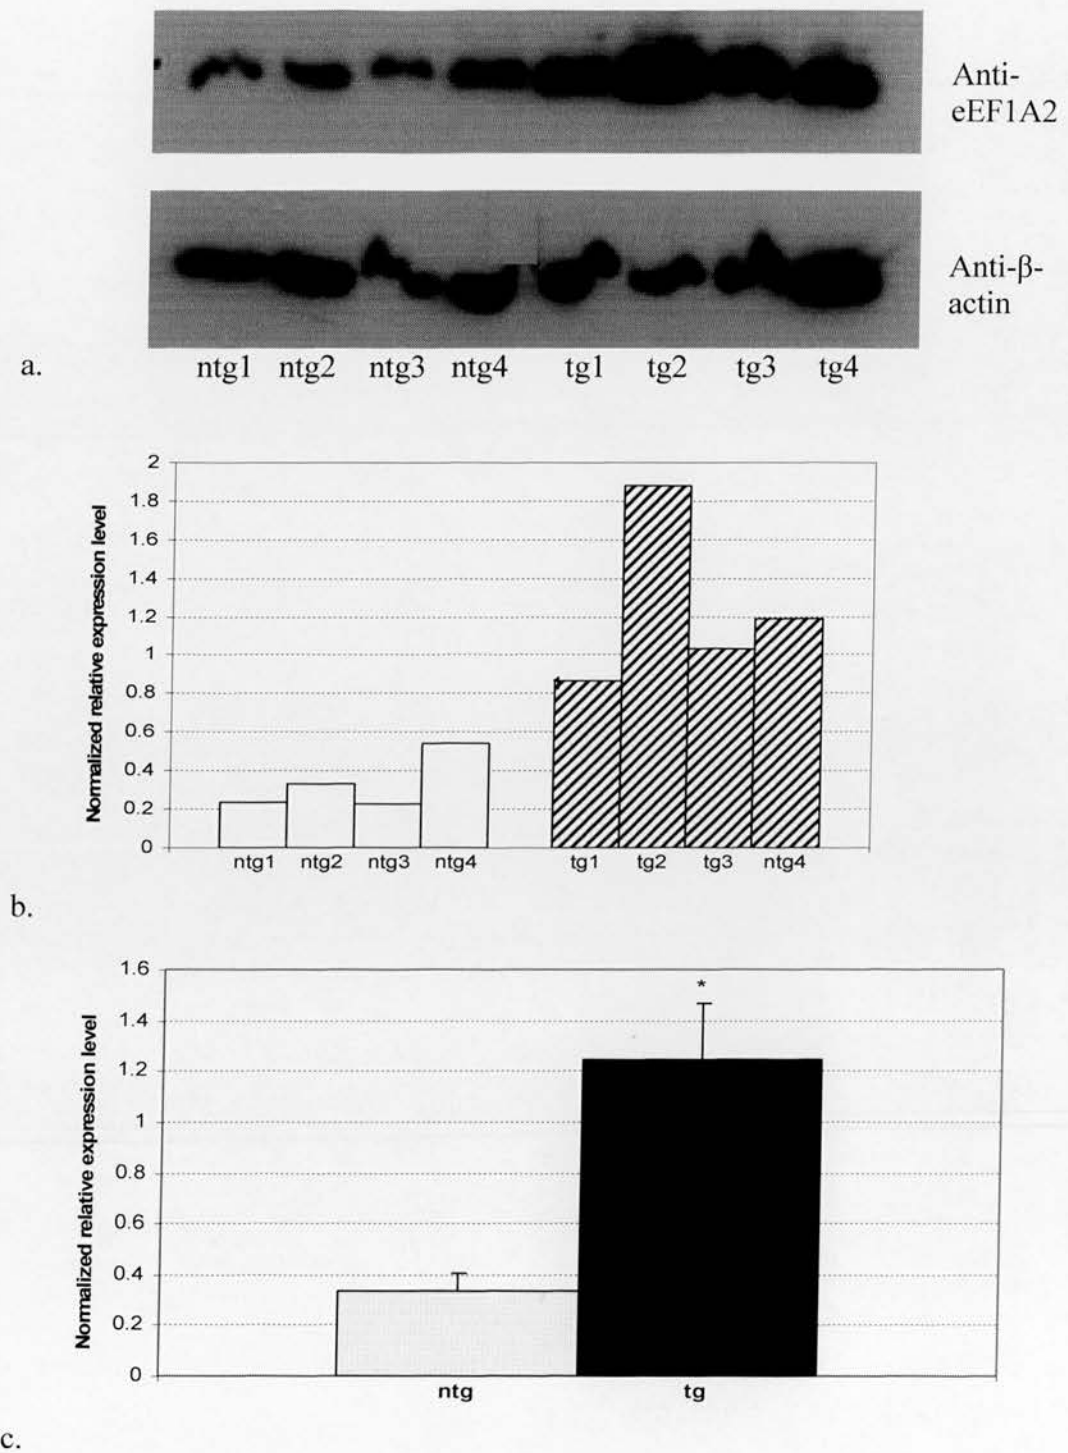 Anti-
eEF1A2
Anti-β-
actin
a.
ntg1 ntg2 ntg3 ntg4 tg1 tg2 tg3 tg4
Normalized relative expression level
2
1.8
1.6
1.4
1.2
1
0.8
0.6
0.4
0.2
0
ntg1 ntg2 ntg3 ntg4 tg1 tg2 tg3 ntg4
b.
Normalized relative expression level
1.6
1.4
1.2
1
0.8
0.6
0.4
0.2
0
*
ntg tg
c.